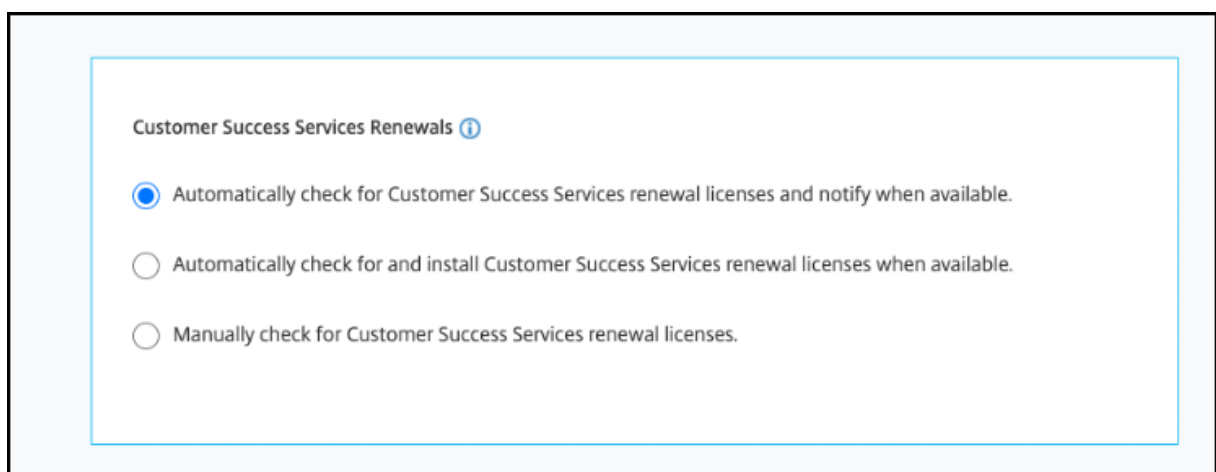 Customer Success Services Renewals
Automatically check for Customer Success Services renewal licenses and notify when available.
Automatically check for and install Customer Success Services renewal licenses when available.
Manually check for Customer Success Services renewal licenses.